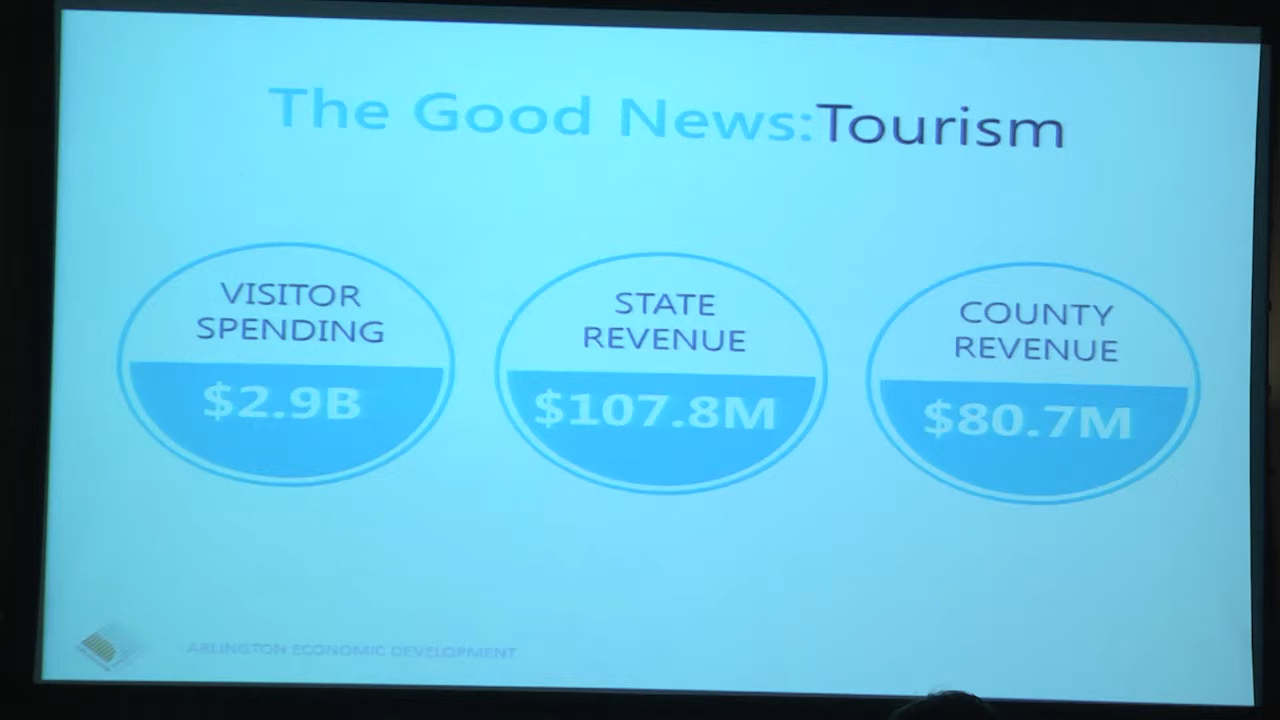 The Good News:Tourism
VISITOR
SPENDING
$2.9B
STATE
REVENUE
$107.8M
COUNTY
REVENUE
$80.7M
ARLINGTON ECONOMIC DEVELOPMENT